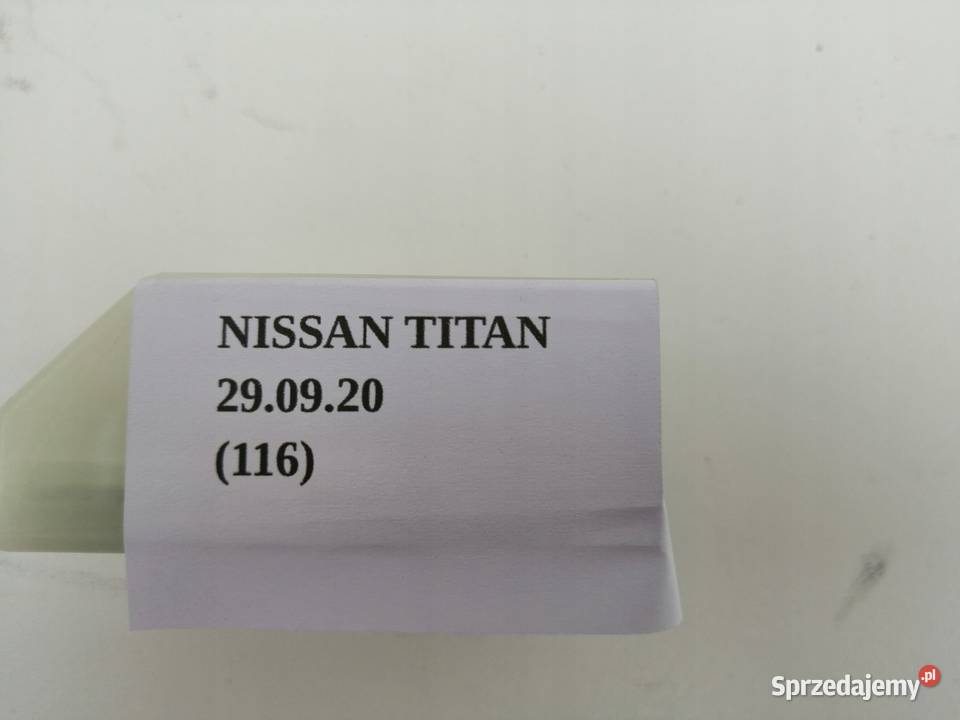 NISSAN TITAN
29.09.20
(116)
Sprzedajemy.pl